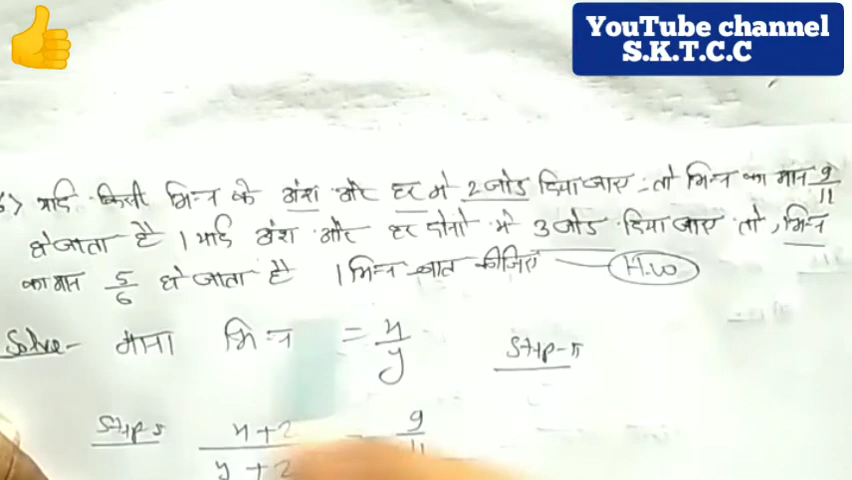 YouTube channel
S.K.T.C.C
यदि किसी भिन्न के अंश और हर मे 2 जोड दिया जाए तो भिन्न का मान 9/11
हो जाता है । यदि अंश और हर दोनो मे 3 जोड दिया जाए तो, भिन्न
का मान 5/6 हो जाता है । भिन्न ज्ञात कीजिए H.w
Solve - माना भिन्न = x/y
Step-II
Step I x+2/y+2 = 9/11